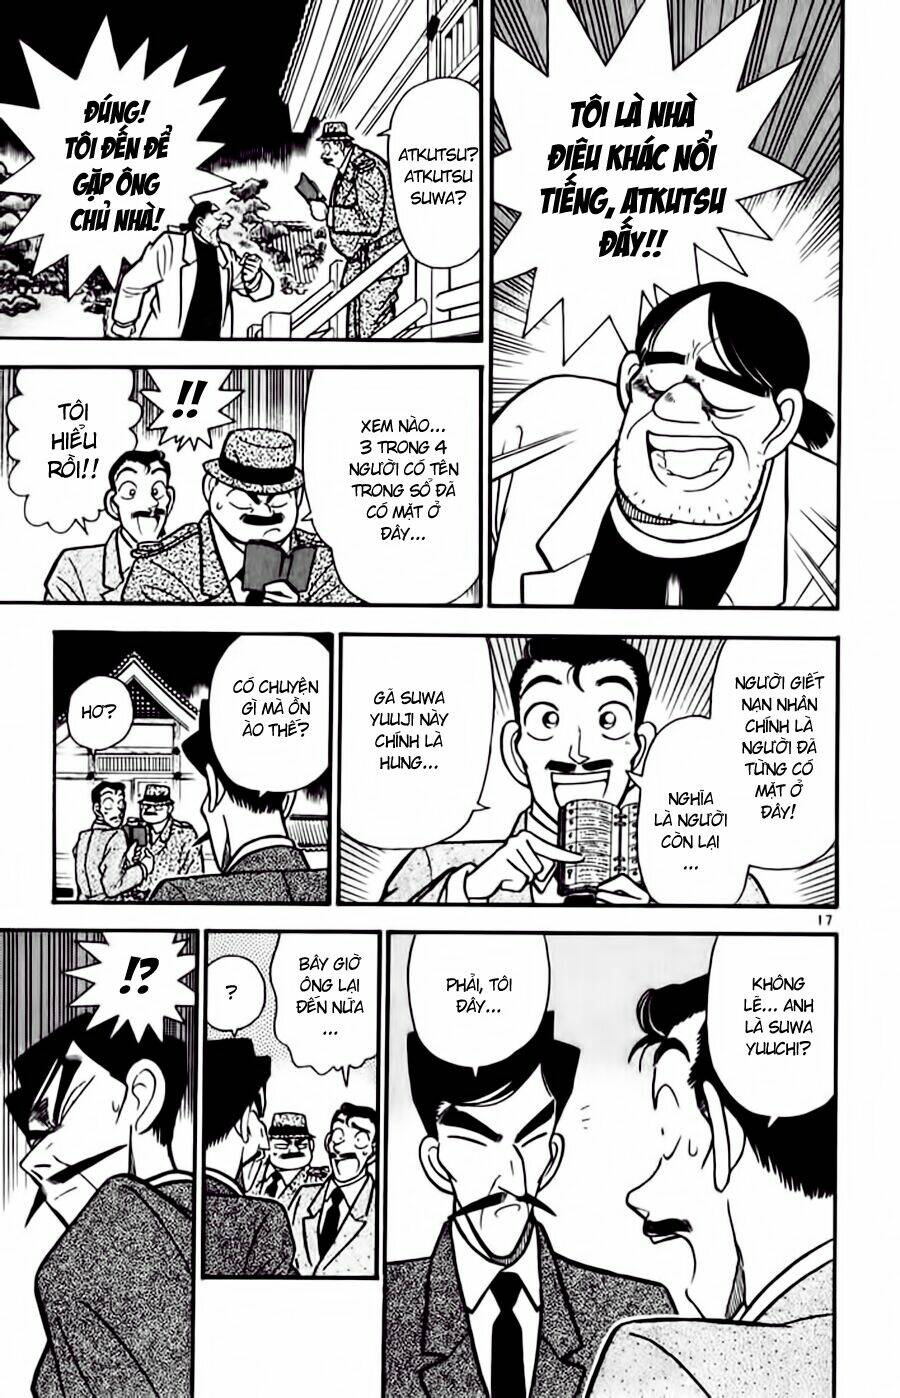 TÔI LÀ NHÀ
ĐIÊU KHÁC NỔI
TIẾNG, ATKUTSU
ĐẤY!!
ATKUTSU?
ATKUTSU
SUWA?
ĐÚNG!
TÔI ĐẾN ĐỂ
GẶP ÔNG
CHỦ NHÀ!
XEM NÀO...
3 TRONG 4
NGƯỜI CÓ TÊN
TRONG SỔ ĐÃ
CÓ MẶT Ở
ĐÂY...
!!
TÔI
HIỂU
RỒI!!
NGƯỜI GIẾT
NẠN NHÂN
CHÍNH LÀ
NGƯỜI ĐÃ
TỪNG CÓ
MẶT Ở
ĐÂY!
NGHĨA
LÀ NGƯỜI
CÒN LẠI
...
GÃ SUWA
YUUJI NÀY
CHÍNH LÀ
HUNG...
CÓ CHUYỆN
GÌ MÀ ỒN
ÀO THẾ?
HƠ?
17
KHÔNG
LẼ... ANH
LÀ SUWA
YUUCHI?
PHẢI, TÔI
ĐÂY...
BÂY GIỜ
ÔNG LẠI
ĐẾN NỮA
...
?
!?